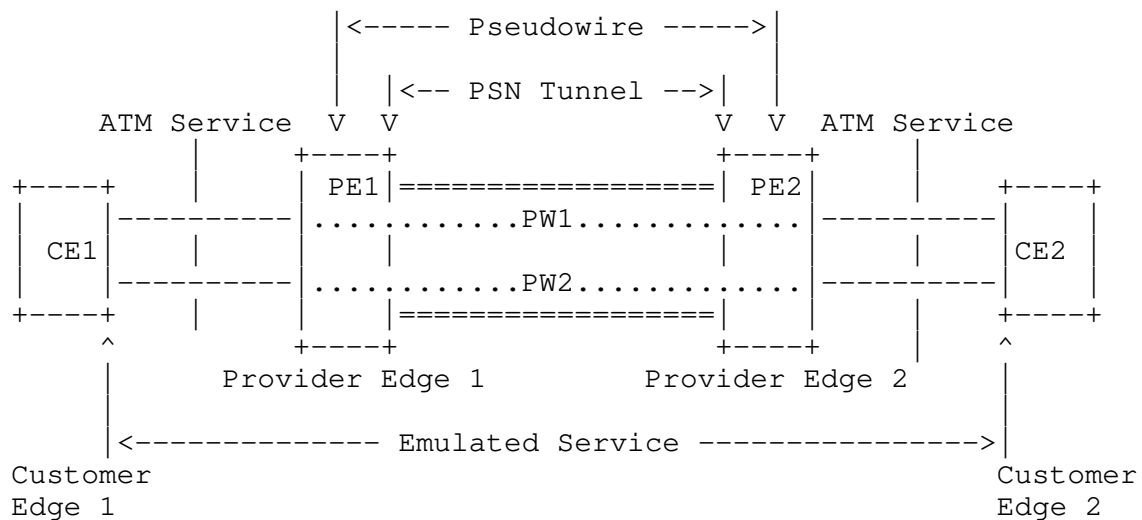 |<----- Pseudowire ----->|
|<-- PSN Tunnel -->|
ATM Service V V V V ATM Service
PE1 PE2
PW1
CE1 CE2
PW2
^ ^
Provider Edge 1 Provider Edge 2
|<-------------- Emulated Service ---------------->|
Customer Customer
Edge 1 Edge 2